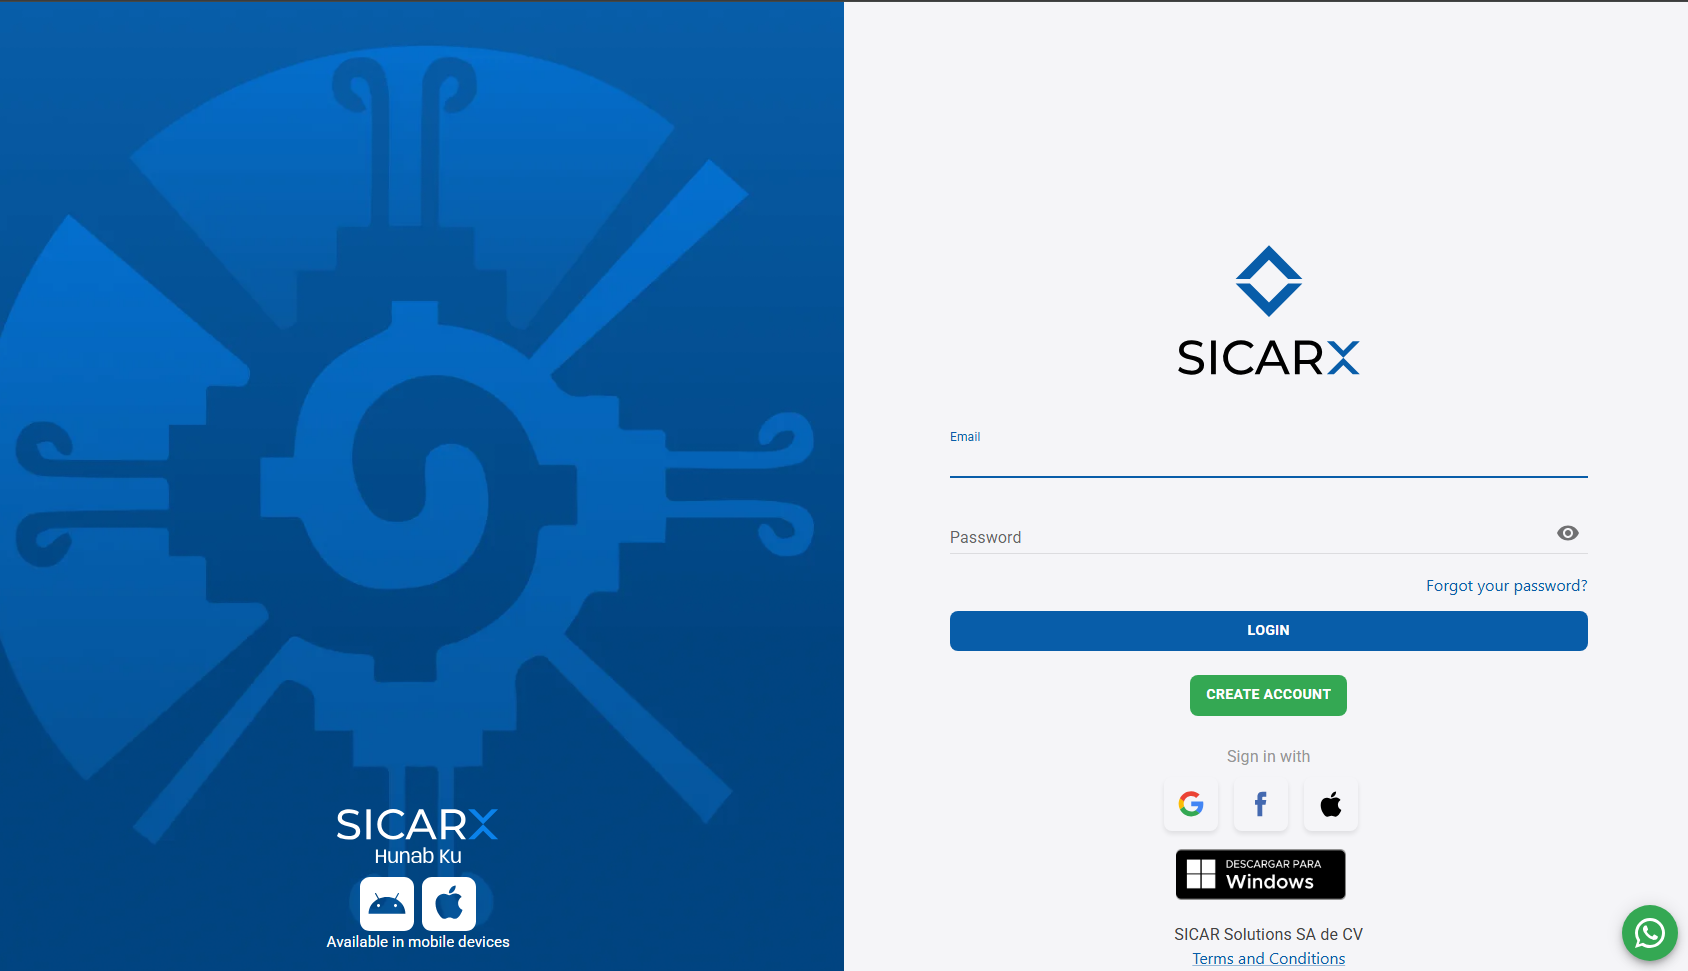 SICARX
Hunab Ku
Available in mobile devices
SICARX
Email
Password
Forgot your password?
LOGIN
CREATE ACCOUNT
Sign in with
DESCARGAR PARA
Windows
SICAR Solutions SA de CV
Terms and Conditions